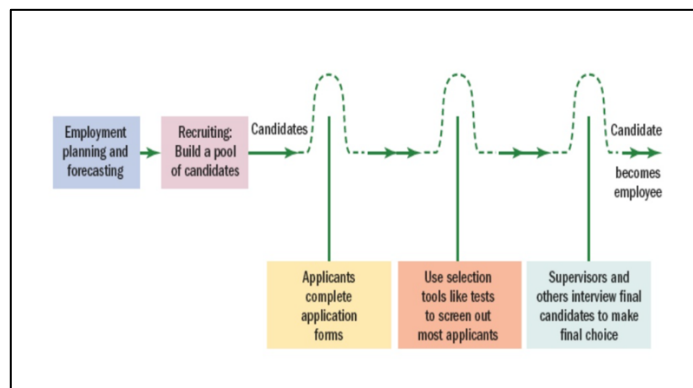 Employment
planning and
forecasting
Recruiting:
Build a pool
of candidates
Candidates
Candidate
becomes
employee
Applicants
complete
application
forms
Use selection
tools like tests
to screen out
most applicants
Supervisors and
others interview final
candidates to make
final choice